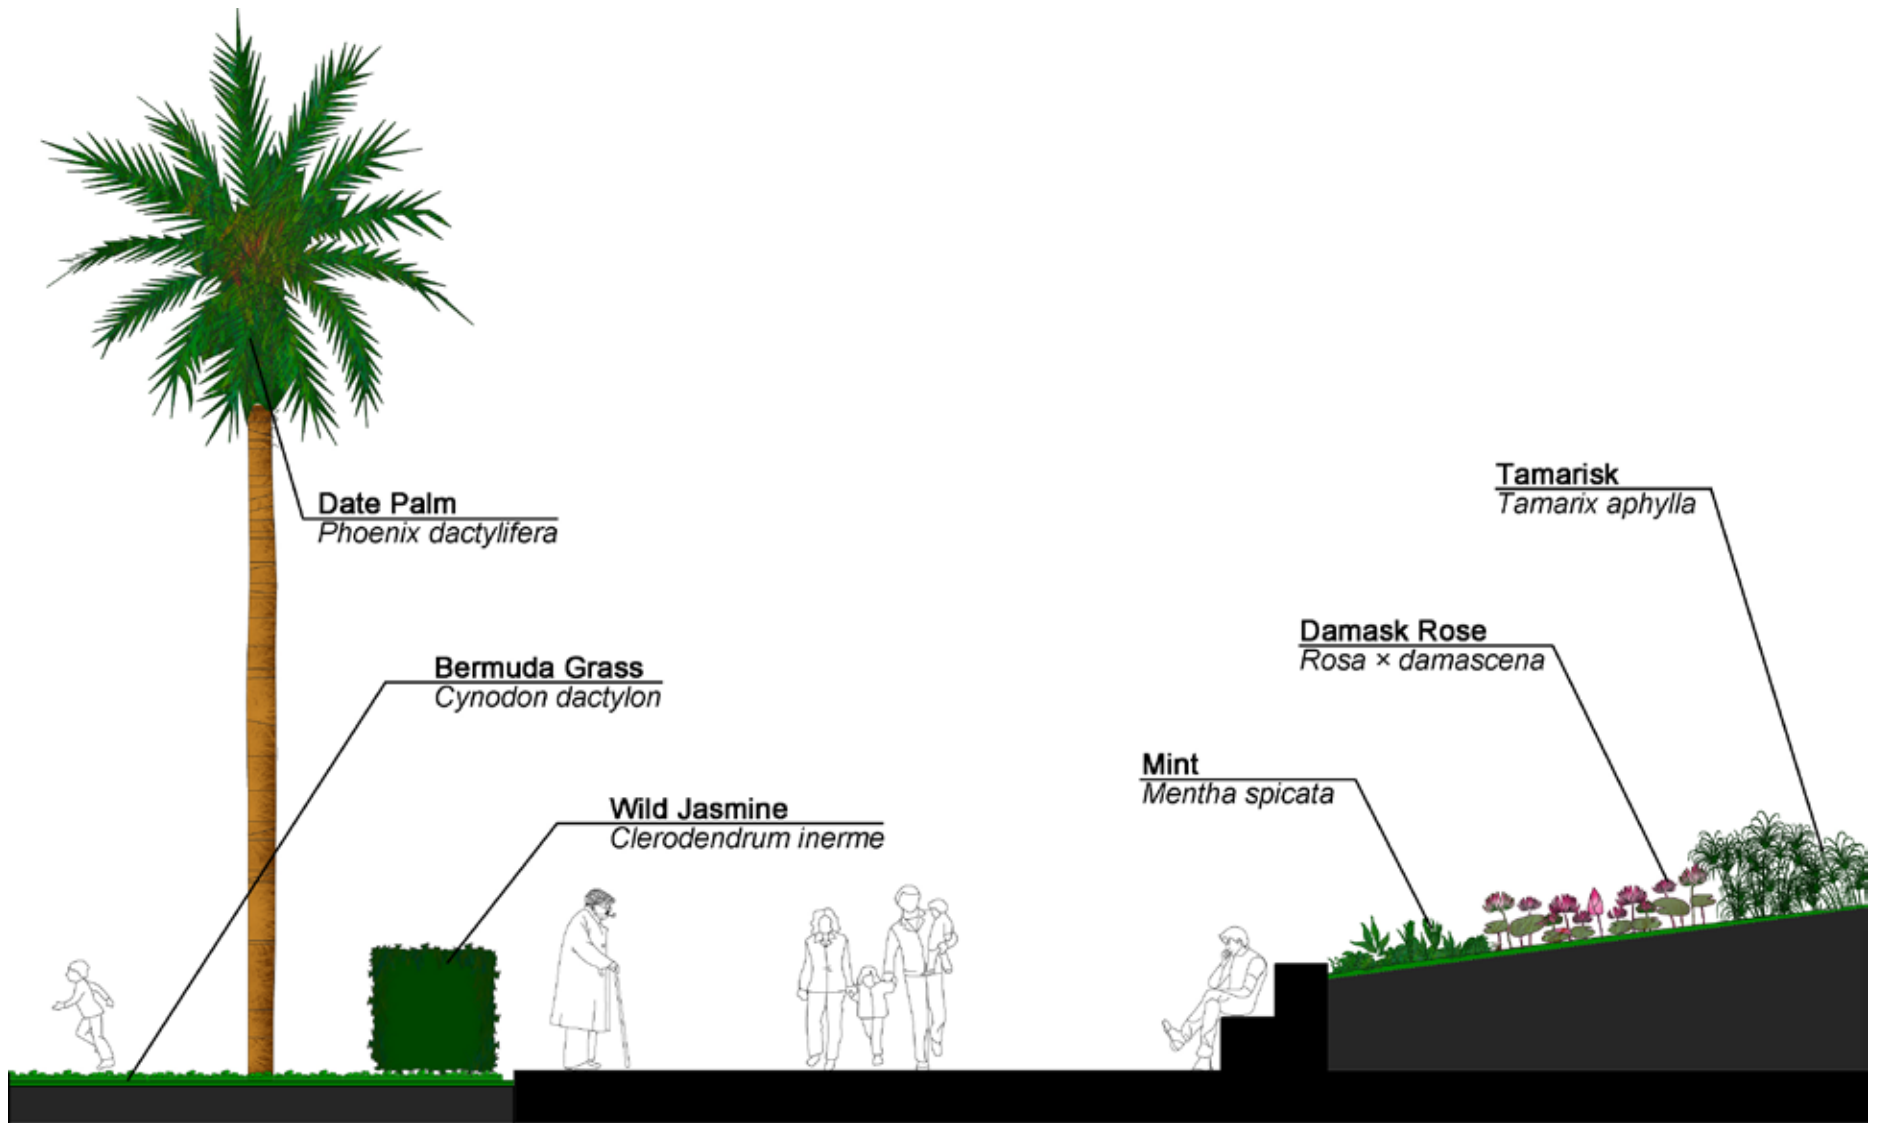 Date Palm
Phoenix dactylifera
Tamarisk
Tamarix aphylla
Damask Rose
Rosa × damascena
Bermuda Grass
Cynodon dactylon
Mint
Mentha spicata
Wild Jasmine
Clerodendrum inerme